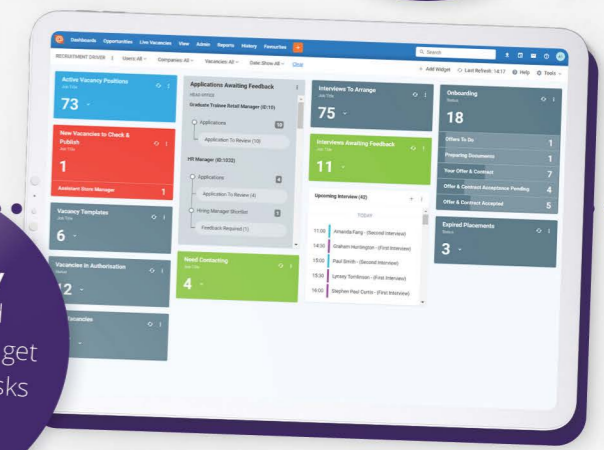 Dashboards Opportunities Live Vacancies View Admin Reports History Favourites +
Search
RECRUITMENT DRIVER Users: All Companies: All Vacancies: All Date: Show All Clear
+ Add Widget Last Refresh: 14:17 Help Tools
Active Vacancy Positions
Job Title
73
New Vacancies to Check &
Publish
Job Title
1
Assistant Store Manager 1
Vacancy Templates
Job Title
6
Vacancies in Authorisation
12
Vacancies
Applications Awaiting Feedback
HEAD OFFICE
Graduate Trainee Retail Manager (ID:10)
Applications 10
Application To Review (10)
HR Manager (ID:1032)
Applications 4
Application To Review (4)
Hiring Manager Shortlist 1
Feedback Required (1)
Need Contacting
Job Title
4
Interviews To Arrange
Job Title
75
Interviews Awaiting Feedback
Job Title
11
Upcoming Interview (42)
TODAY
11:00 Amanda Fang - (Second Interview)
14:30 Graham Huntington - (First Interview)
15:00 Paul Smith - (Second Interview)
15:30 Lynsey Tomlinson - (First Interview)
16:00 Stephen Paul Curtis - (First Interview)
Onboarding
Status
18
Offers To Do 1
Preparing Documents 1
Your Offer & Contract 7
Offer & Contract Acceptance Pending 4
Offer & Contract Accepted 5
Expired Placements
Status
3
get